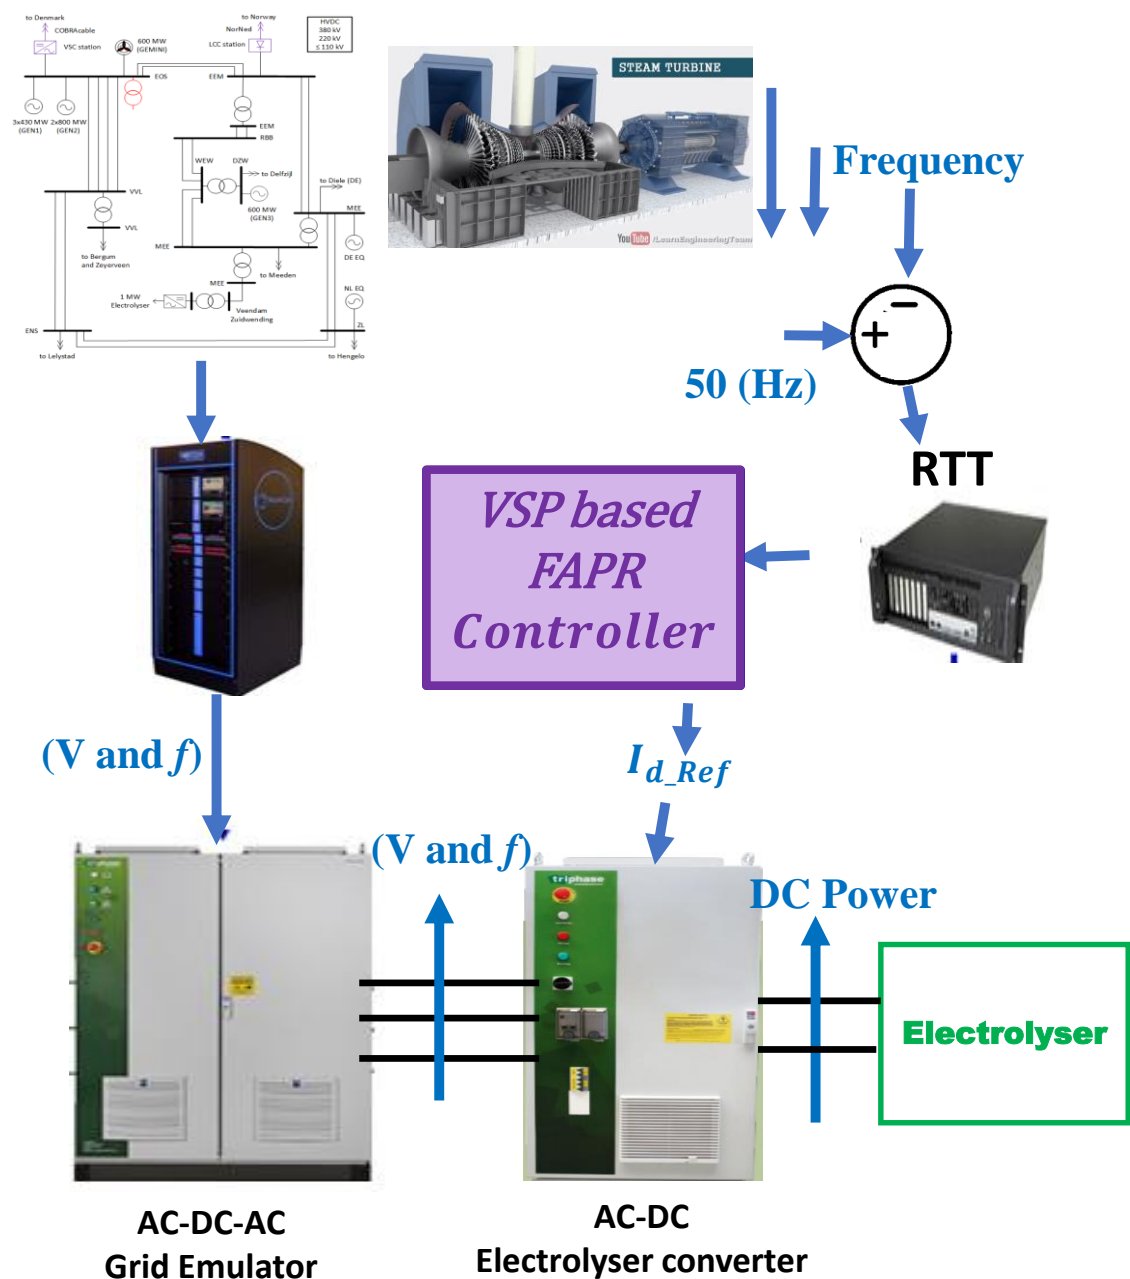 to Denmark
COBRAcable
VSC station
600 MW
(GEMINI)
to Norway
NorNed
LCC station
HVDC
380 kV
220 kV
≤ 110 kV
EOS
EEM
3x430 MW
(GEN1)
2x800 MW
(GEN2)
EEM
RBB
WEW
DZW
to Delfzijl
600 MW
(GEN3)
to Diele (DE)
VVL
VVL
to Bergum
and Zeyerveen
MEE
MEE
DE EQ
to Meeden
MEE
1 MW
Electrolyser
Veendam
Zuidwending
NL EQ
ENS
ZL
to Lelystad
to Hengelo
STEAM TURBINE
YouTube /LearnEngineeringTeam
Frequency
−
+
50 (Hz)
RTT
VSP based
FAPR
Controller
(V and f)
I d_Ref
(V and f)
triphase
triphase
DC Power
Electrolyser
AC-DC-AC
Grid Emulator
AC-DC
Electrolyser converter